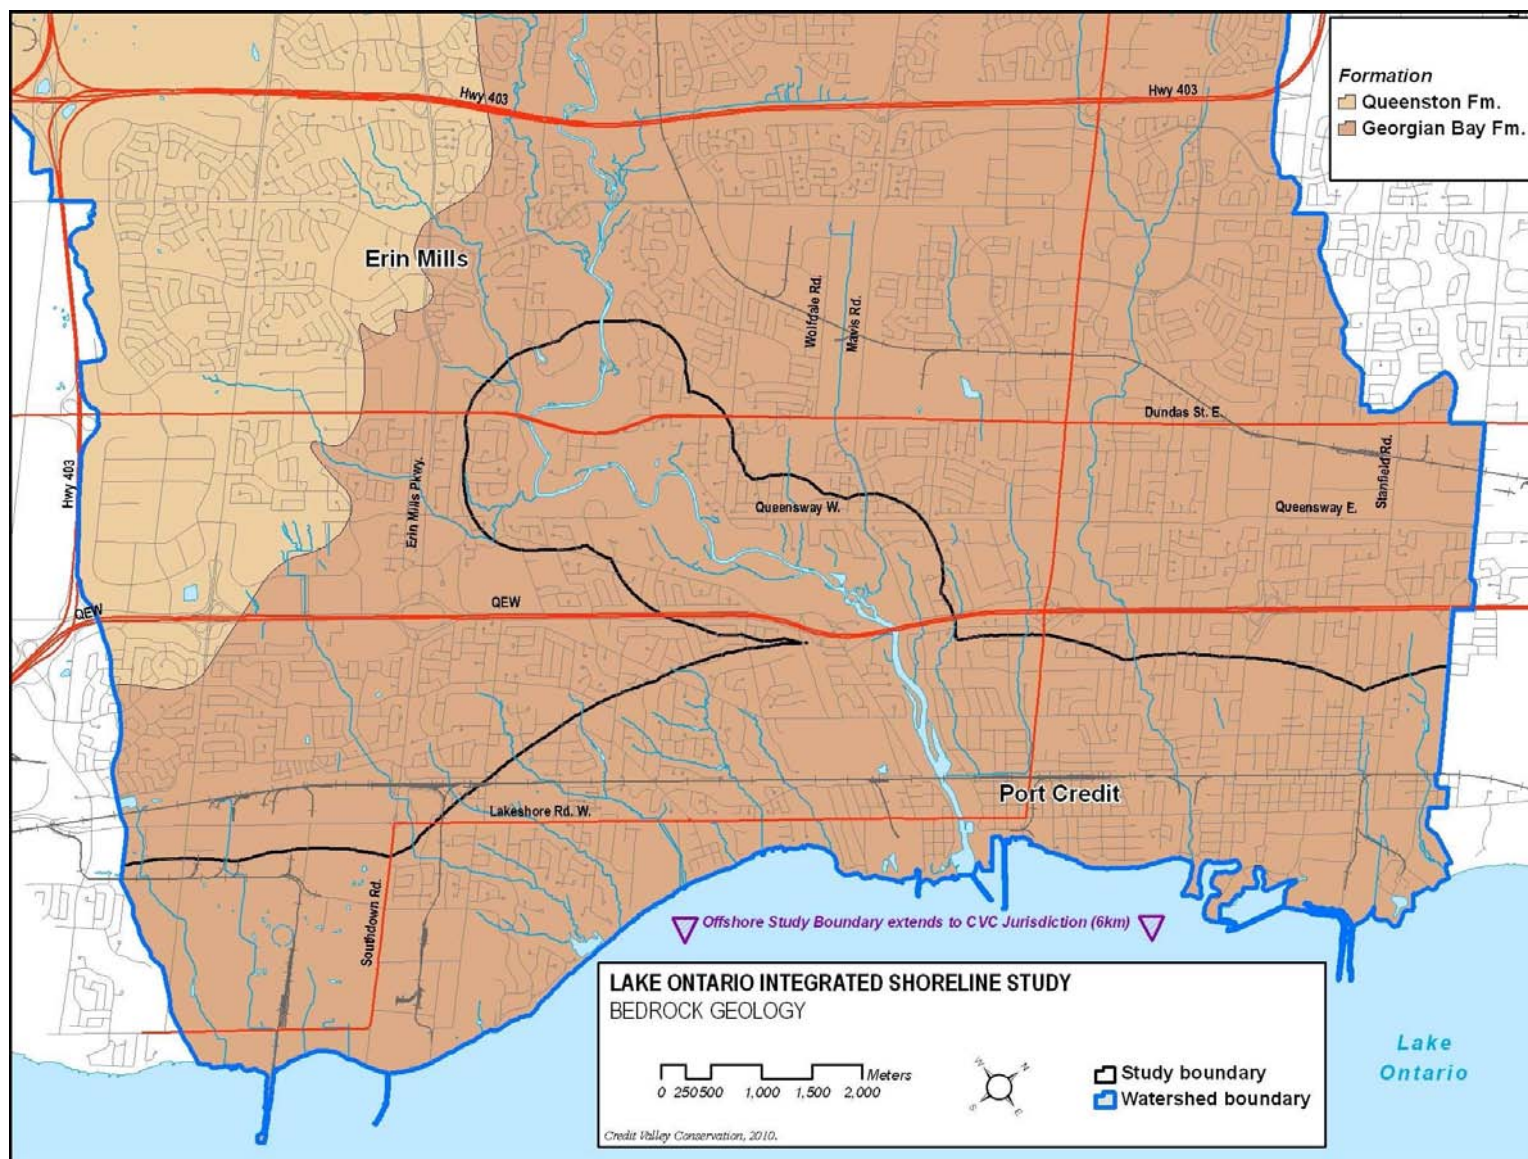 Formation
Queenston Fm.
Georgian Bay Fm.
Hwy 403
Hwy 403
Erin Mills
Wolfdale Rd.
Mavis Rd.
Dundas St. E.
Hwy 403
Erin Mills Pkwy.
Queensway W.
Queensway E.
Stanfield Rd.
QEW
QEW
Port Credit
Lakeshore Rd. W.
Southdown Rd.
Offshore Study Boundary extends to CVC Jurisdiction (6km)
LAKE ONTARIO INTEGRATED SHORELINE STUDY
BEDROCK GEOLOGY
Meters
0 250 500 1,000 1,500 2,000
W N
S E
Study boundary
Watershed boundary
Credit Valley Conservation, 2010.
Lake
Ontario